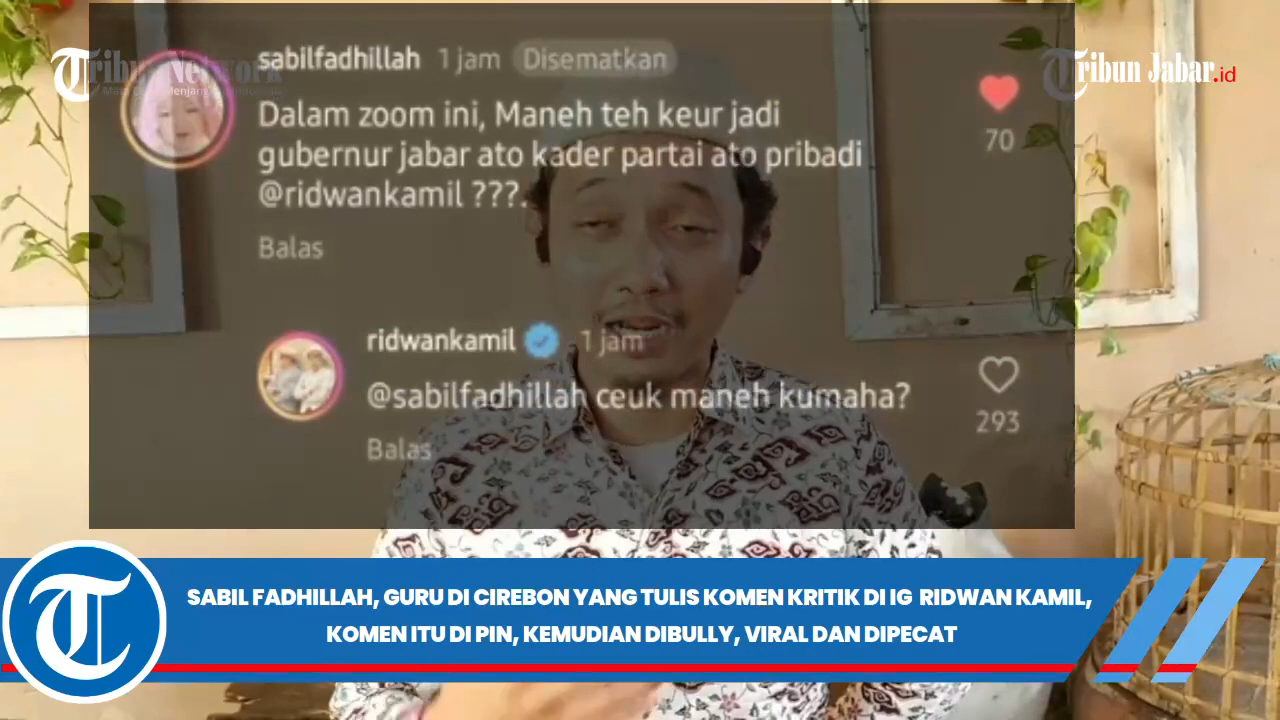 Tribun Network
Tribun Jabar.id
sabilfadhillah 1 jam Disematkan
Dalam zoom ini, Maneh teh keur jadi
gubernur jabar ato kader partai ato pribadi
@ridwankamil ???.
70
Balas
ridwankamil 1 jam
@sabilfadhillah ceuk maneh kumaha?
293
Balas
T
SABIL FADHILLAH, GURU DI CIREBON YANG TULIS KOMEN KRITIK DI IG RIDWAN KAMIL,
KOMEN ITU DI PIN, KEMUDIAN DIBULLY, VIRAL DAN DIPECAT